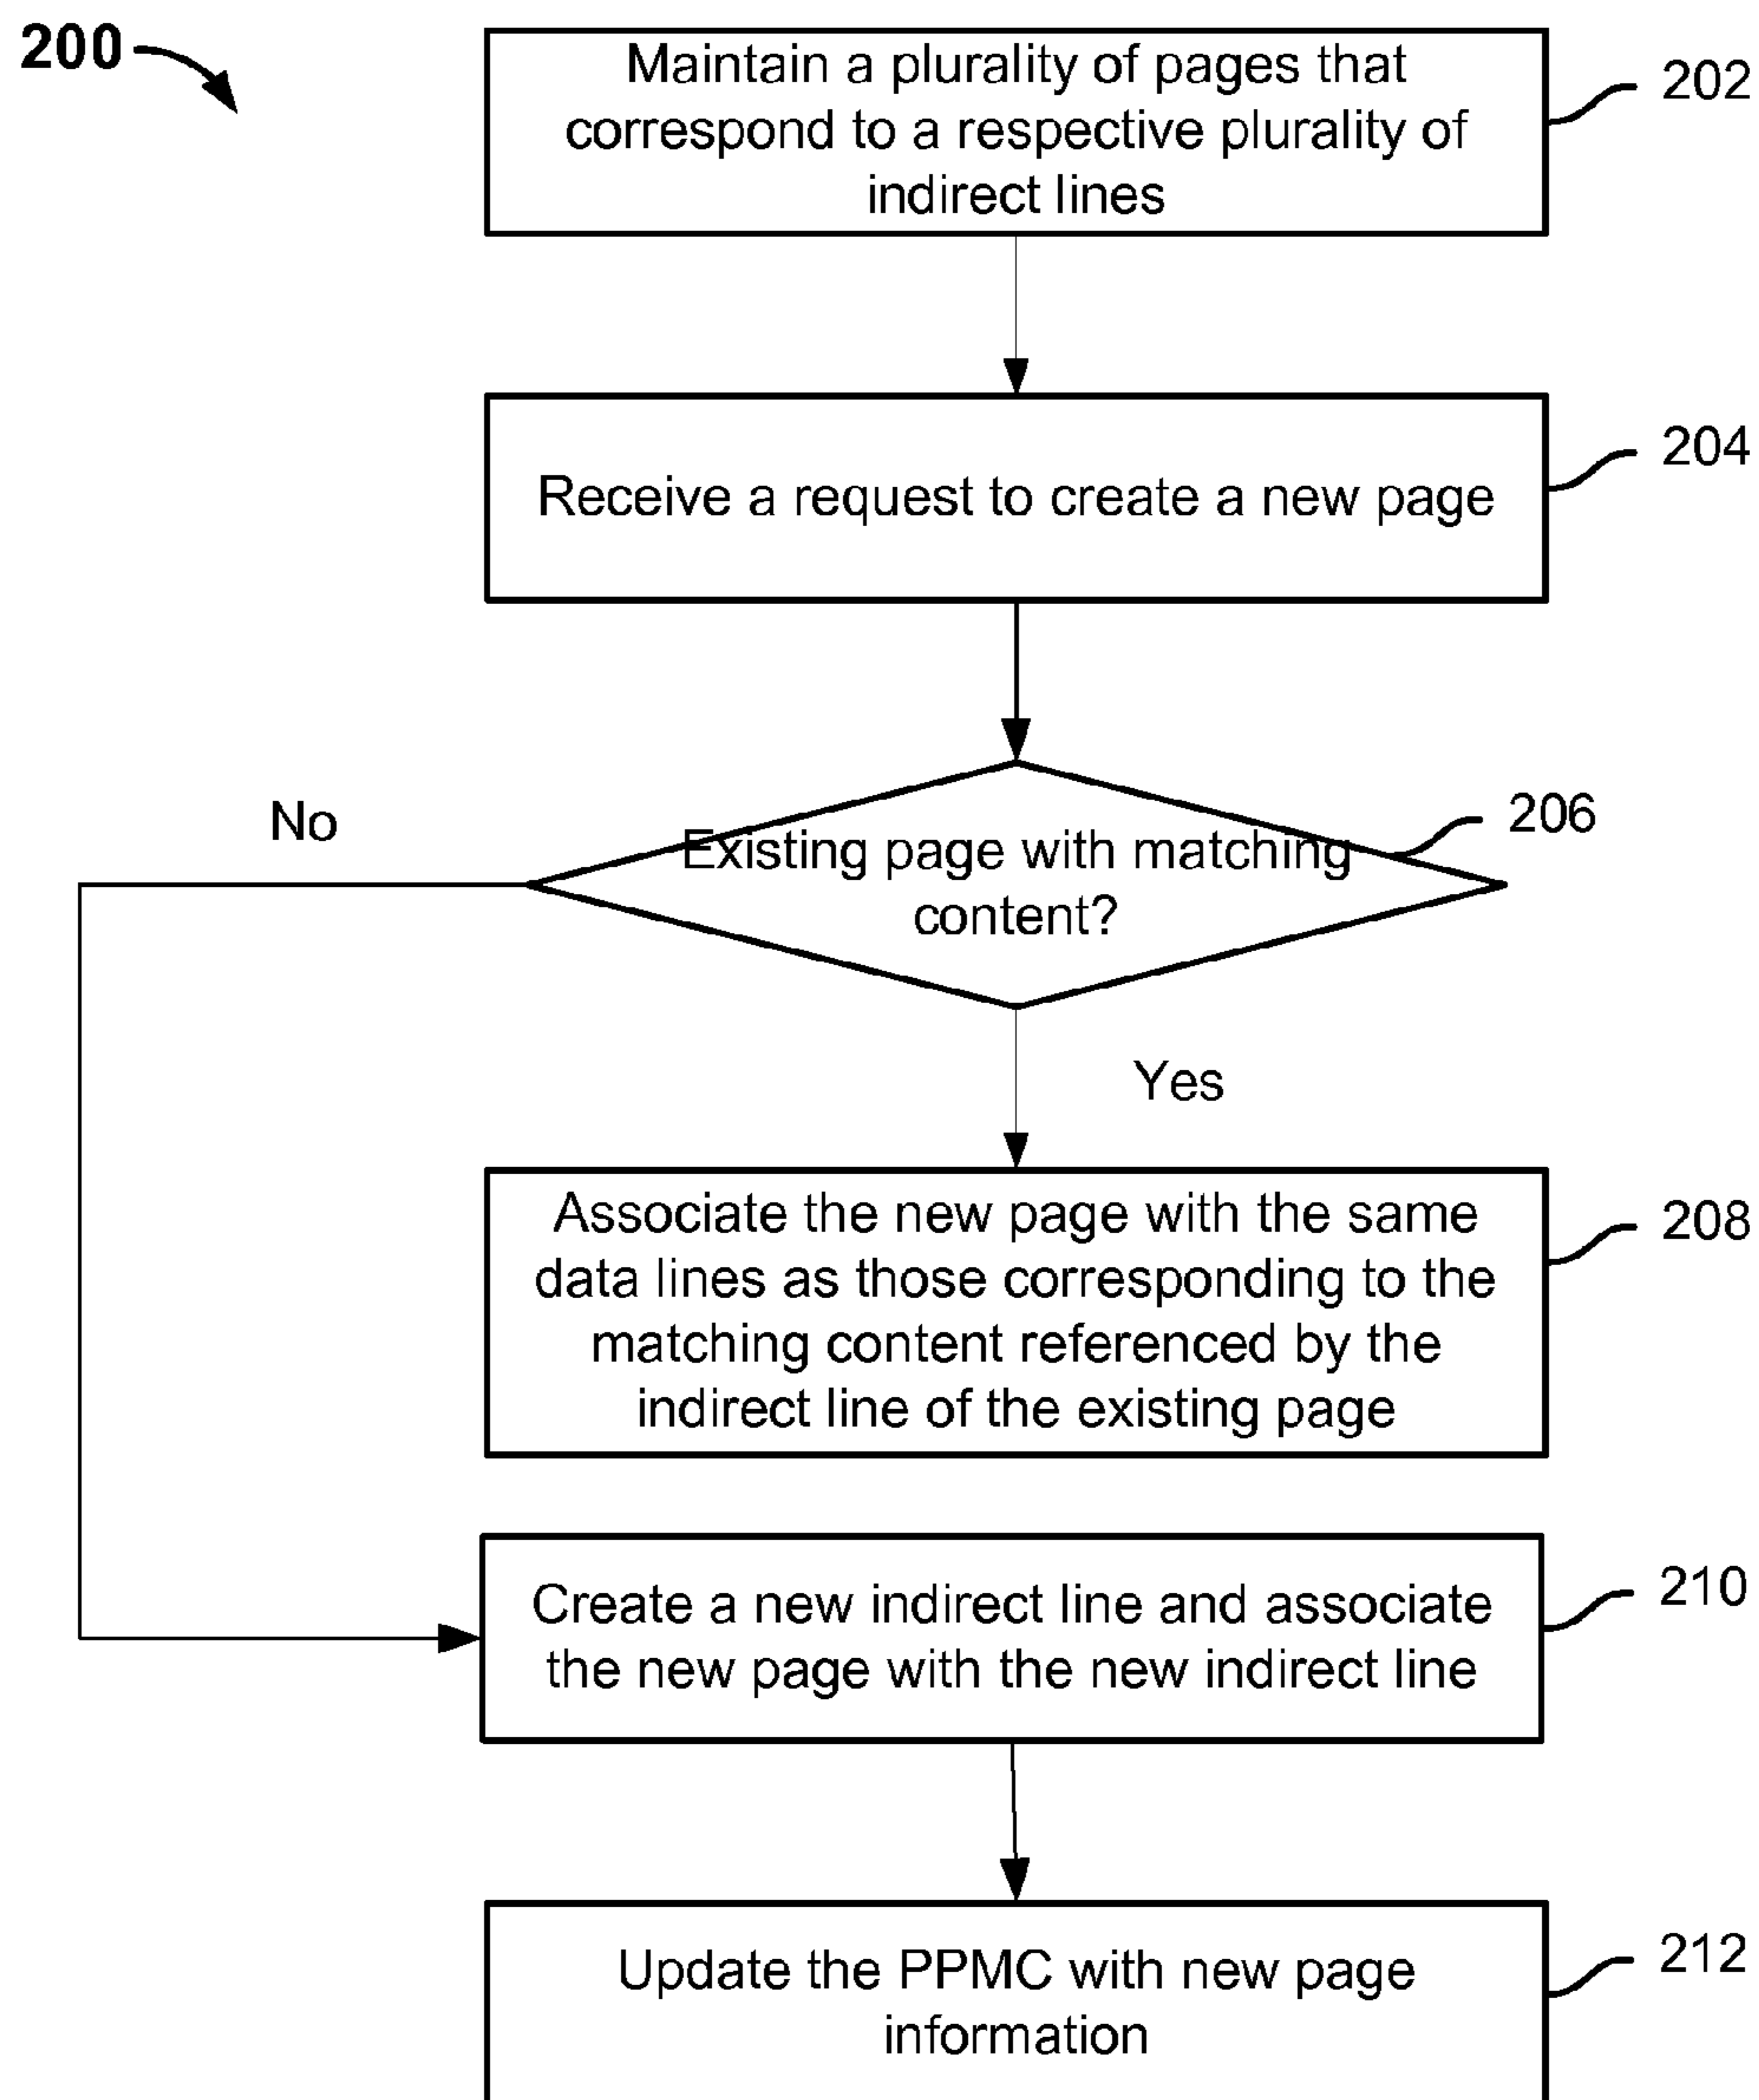 200
Maintain a plurality of pages that
correspond to a respective plurality of
indirect lines
202
Receive a request to create a new page
204
No
Existing page with matching
content?
206
Yes
Associate the new page with the same
data lines as those corresponding to the
matching content referenced by the
indirect line of the existing page
208
Create a new indirect line and associate
the new page with the new indirect line
210
Update the PPMC with new page
information
212